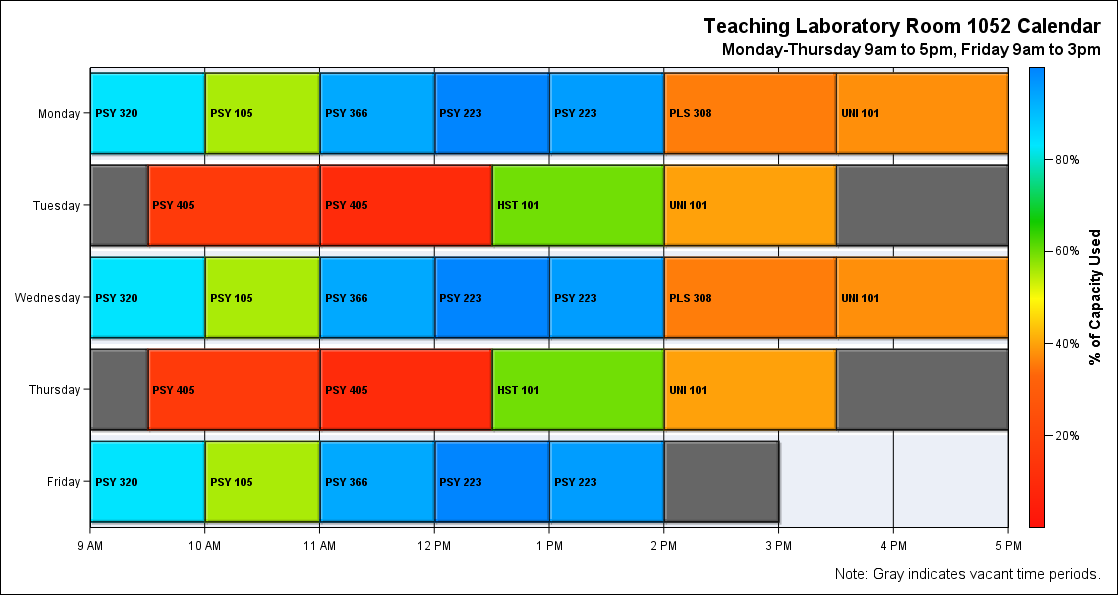 Teaching Laboratory Room 1052 Calendar
Monday-Thursday 9am to 5pm, Friday 9am to 3pm
Monday PSY 320 PSY 105 PSY 366 PSY 223 PSY 223 PLS 308 UNI 101
Tuesday PSY 405 PSY 405 HST 101 UNI 101
Wednesday PSY 320 PSY 105 PSY 366 PSY 223 PSY 223 PLS 308 UNI 101
Thursday PSY 405 PSY 405 HST 101 UNI 101
Friday PSY 320 PSY 105 PSY 366 PSY 223 PSY 223
9 AM 10 AM 11 AM 12 PM 1 PM 2 PM 3 PM 4 PM 5 PM
80%
60%
40%
20%
% of Capacity Used
Note: Gray indicates vacant time periods.